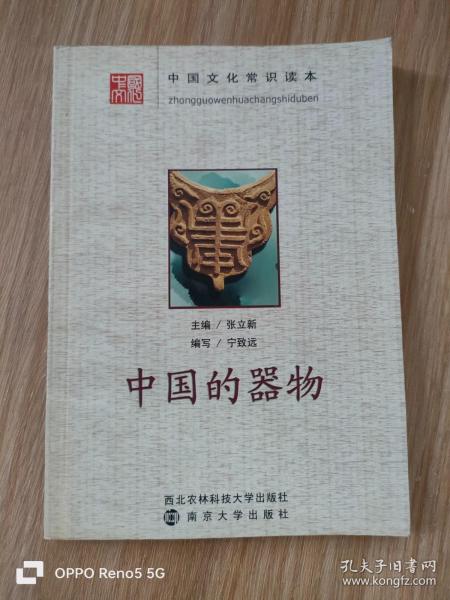 中国文化常识读本
zhongguowenhuachangshiduben
主编 / 张立新
编写 / 宁致远
中国的器物
西北农林科技大学出版社
南京大学出版社
OPPO Reno5 5G
孔夫子旧书网
www.kongfz.com